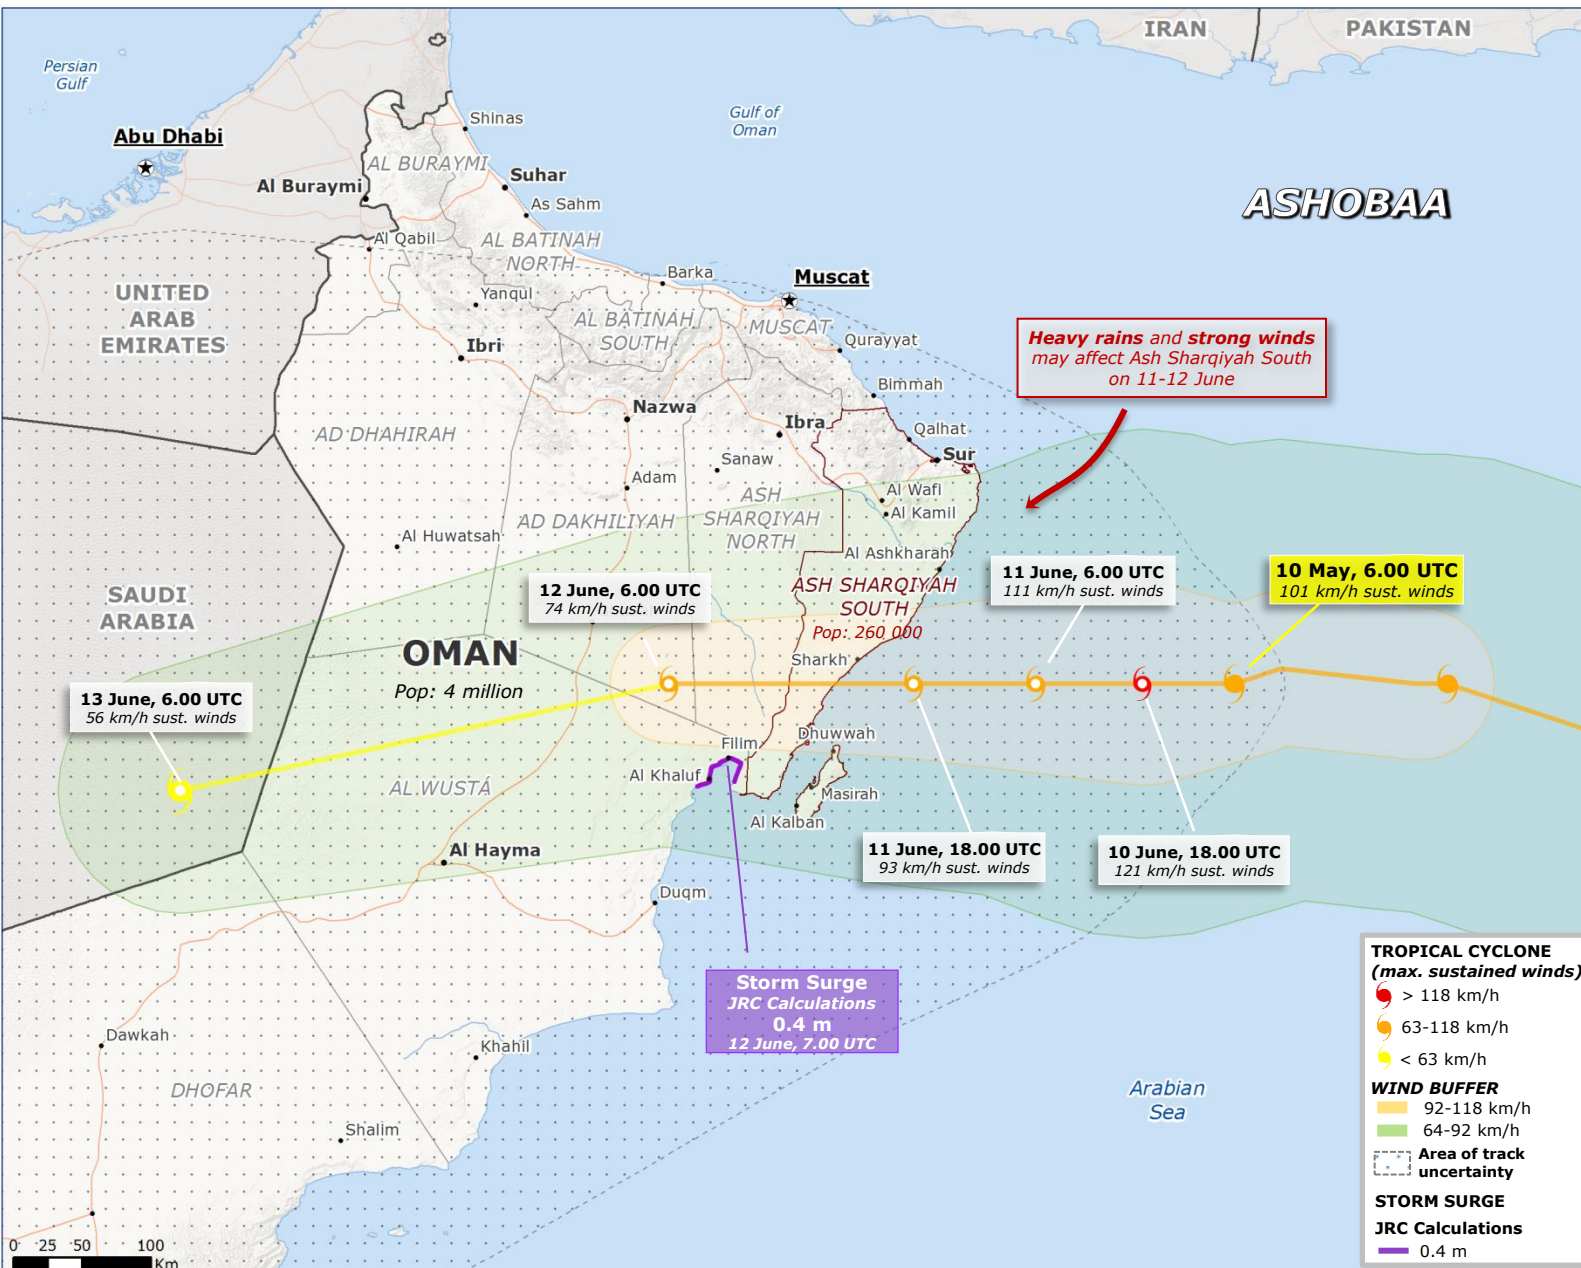 IRAN
PAKISTAN
Persian
Gulf
Gulf of
Oman
Shinas
Abu Dhabi
AL BURAYMI
Suhar
Al Buraymi
As Sahm
ASHOBAA
Al Qabil
AL BATINAH
NORTH
Barka
Muscat
UNITED
ARAB
EMIRATES
Yanqul
AL BATINAH
SOUTH
MUSCAT
Qurayyat
Ibri
Heavy rains and strong winds
may affect Ash Sharqiyah South
on 11-12 June
Bimmah
Nazwa
Ibra
Qalhat
AD DHAHIRAH
Sur
Sanaw
Adam
Al Wafi
Al Kamil
ASH
SHARQIYAH
NORTH
AD DAKHILIYAH
Al Huwatsah
Al Ashkharah
12 June, 6.00 UTC
74 km/h sust. winds
11 June, 6.00 UTC
111 km/h sust. winds
10 May, 6.00 UTC
101 km/h sust. winds
ASH SHARQIYAH
SOUTH
Pop: 260 000
SAUDI
ARABIA
OMAN
Pop: 4 million
Sharkh
13 June, 6.00 UTC
56 km/h sust. winds
Dhuwwah
Filim
Al Khaluf
AL WUSTÁ
Masirah
Al Kalban
Al Hayma
11 June, 18.00 UTC
93 km/h sust. winds
10 June, 18.00 UTC
121 km/h sust. winds
Duqm
Storm Surge
JRC Calculations
0.4 m
12 June, 7.00 UTC
Dawkah
Khahil
DHOFAR
Arabian
Sea
Shalim
TROPICAL CYCLONE
(max. sustained winds)
> 118 km/h
63-118 km/h
< 63 km/h
WIND BUFFER
92-118 km/h
64-92 km/h
Area of track
uncertainty
STORM SURGE
JRC Calculations
0.4 m
0 25 50 100
Km